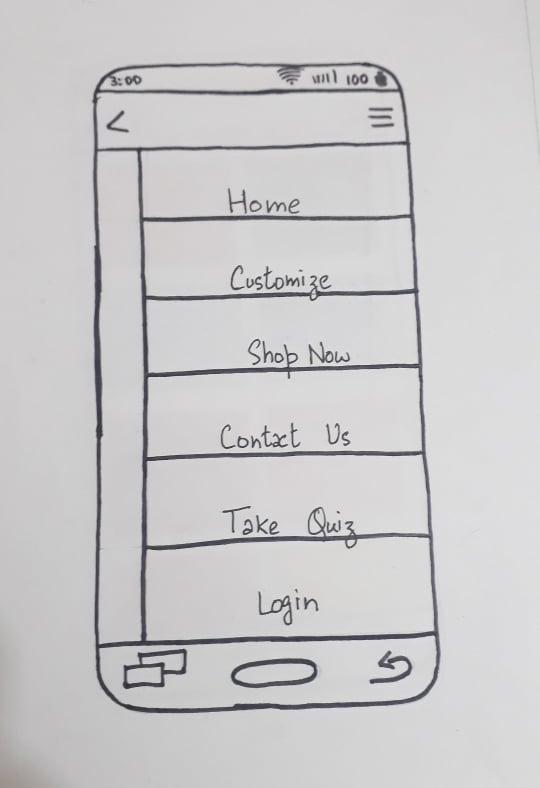 3:00 100
<
Home
Customize
Shop Now
Contact Us
Take Quiz
Login